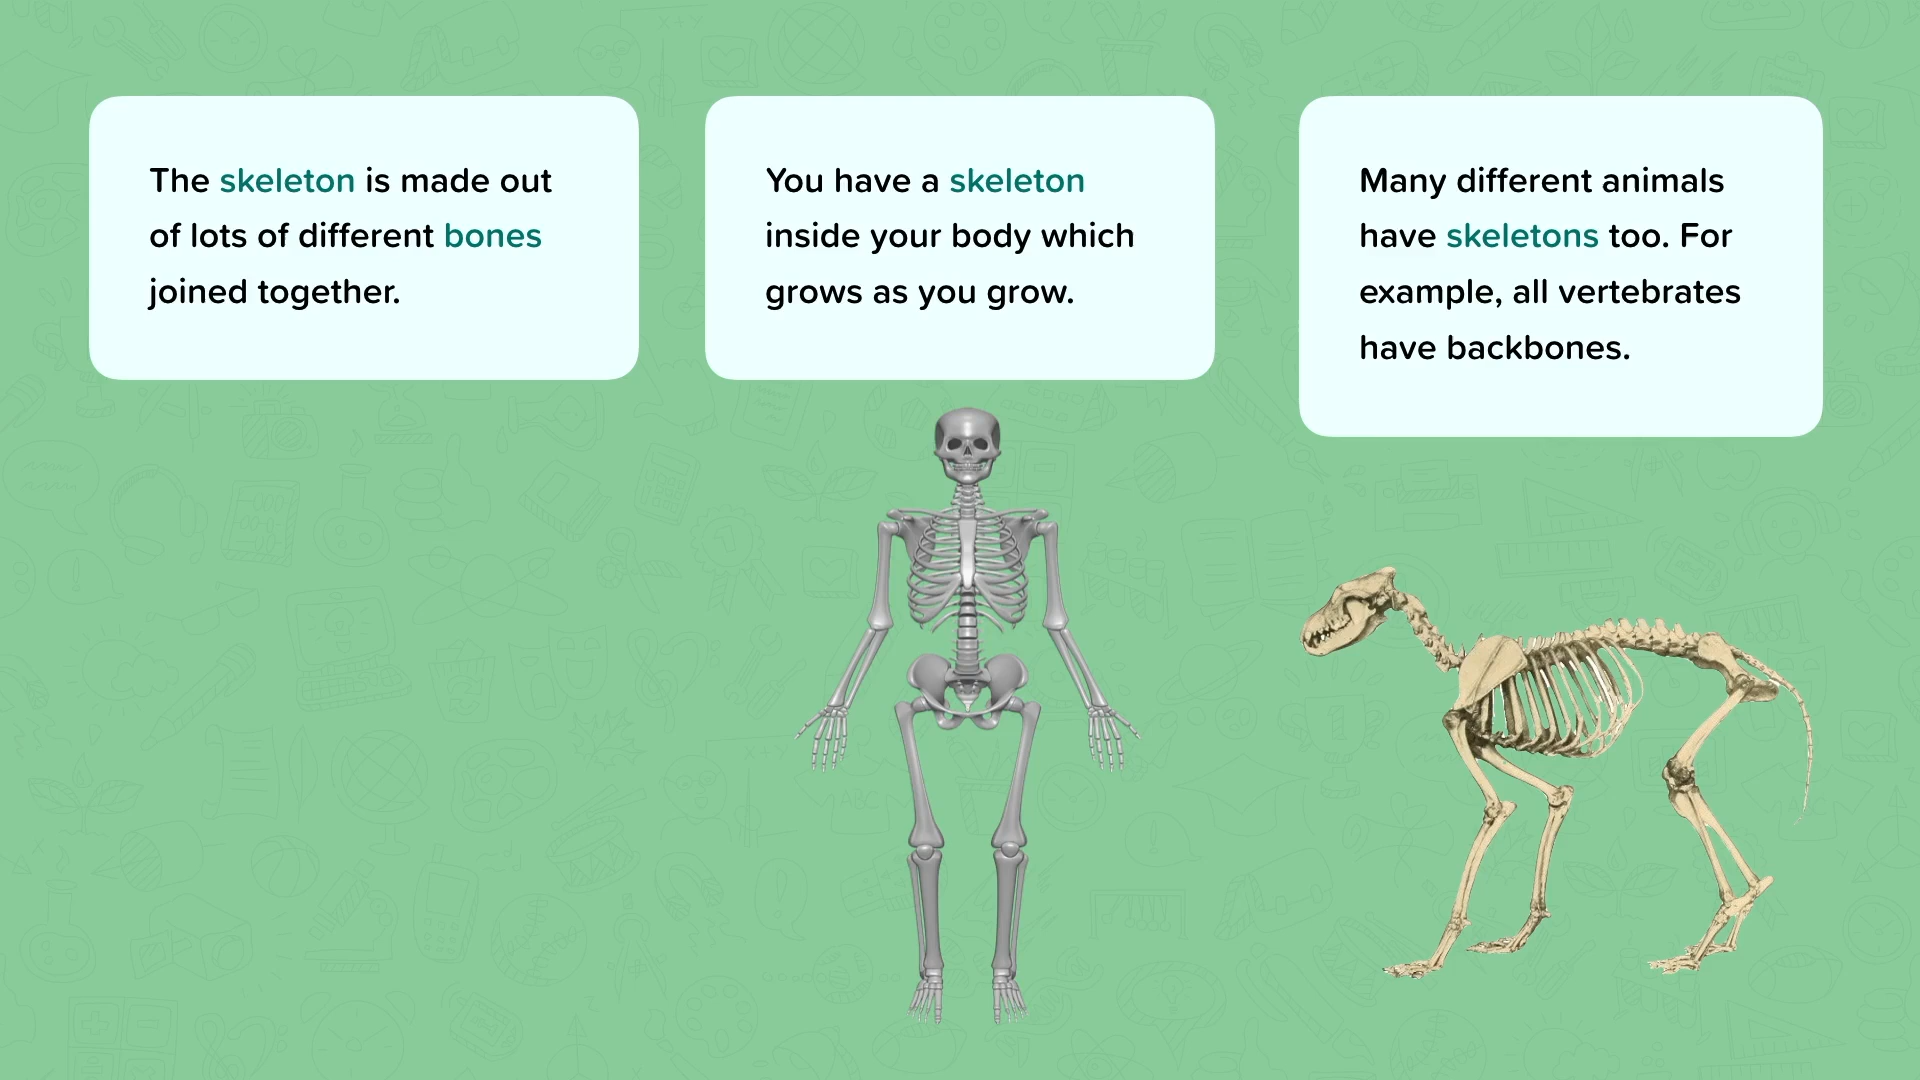 The skeleton is made out
of lots of different bones
joined together.
You have a skeleton
inside your body which
grows as you grow.
Many different animals
have skeletons too. For
example, all vertebrates
have backbones.